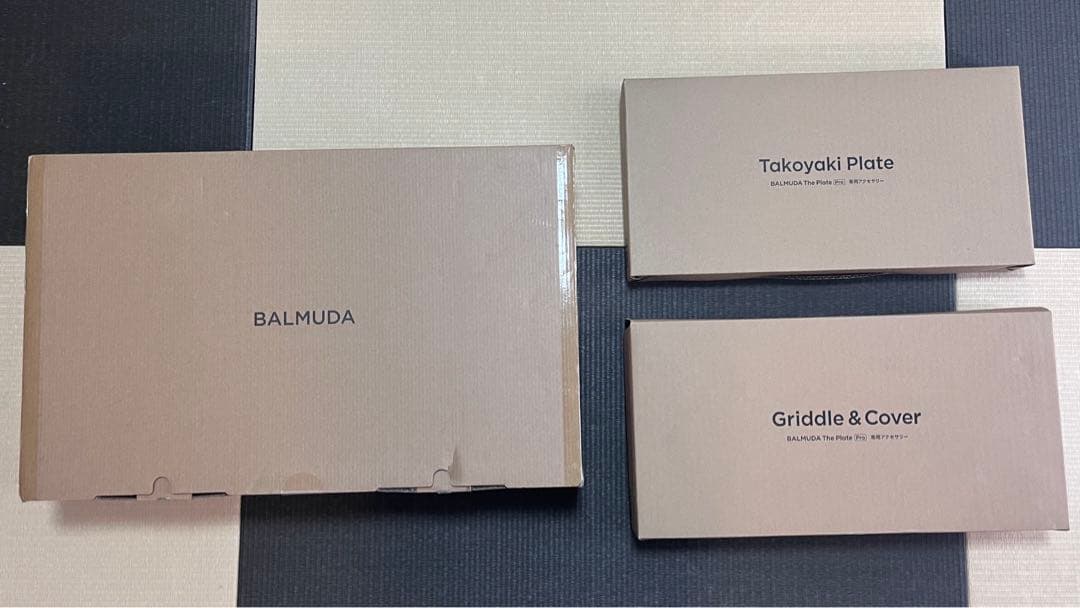 BALMUDA
Takoyaki Plate
BALMUDA The Plate Pro 専用アクセサリー
Griddle & Cover
BALMUDA The Plate Pro 専用アクセサリー